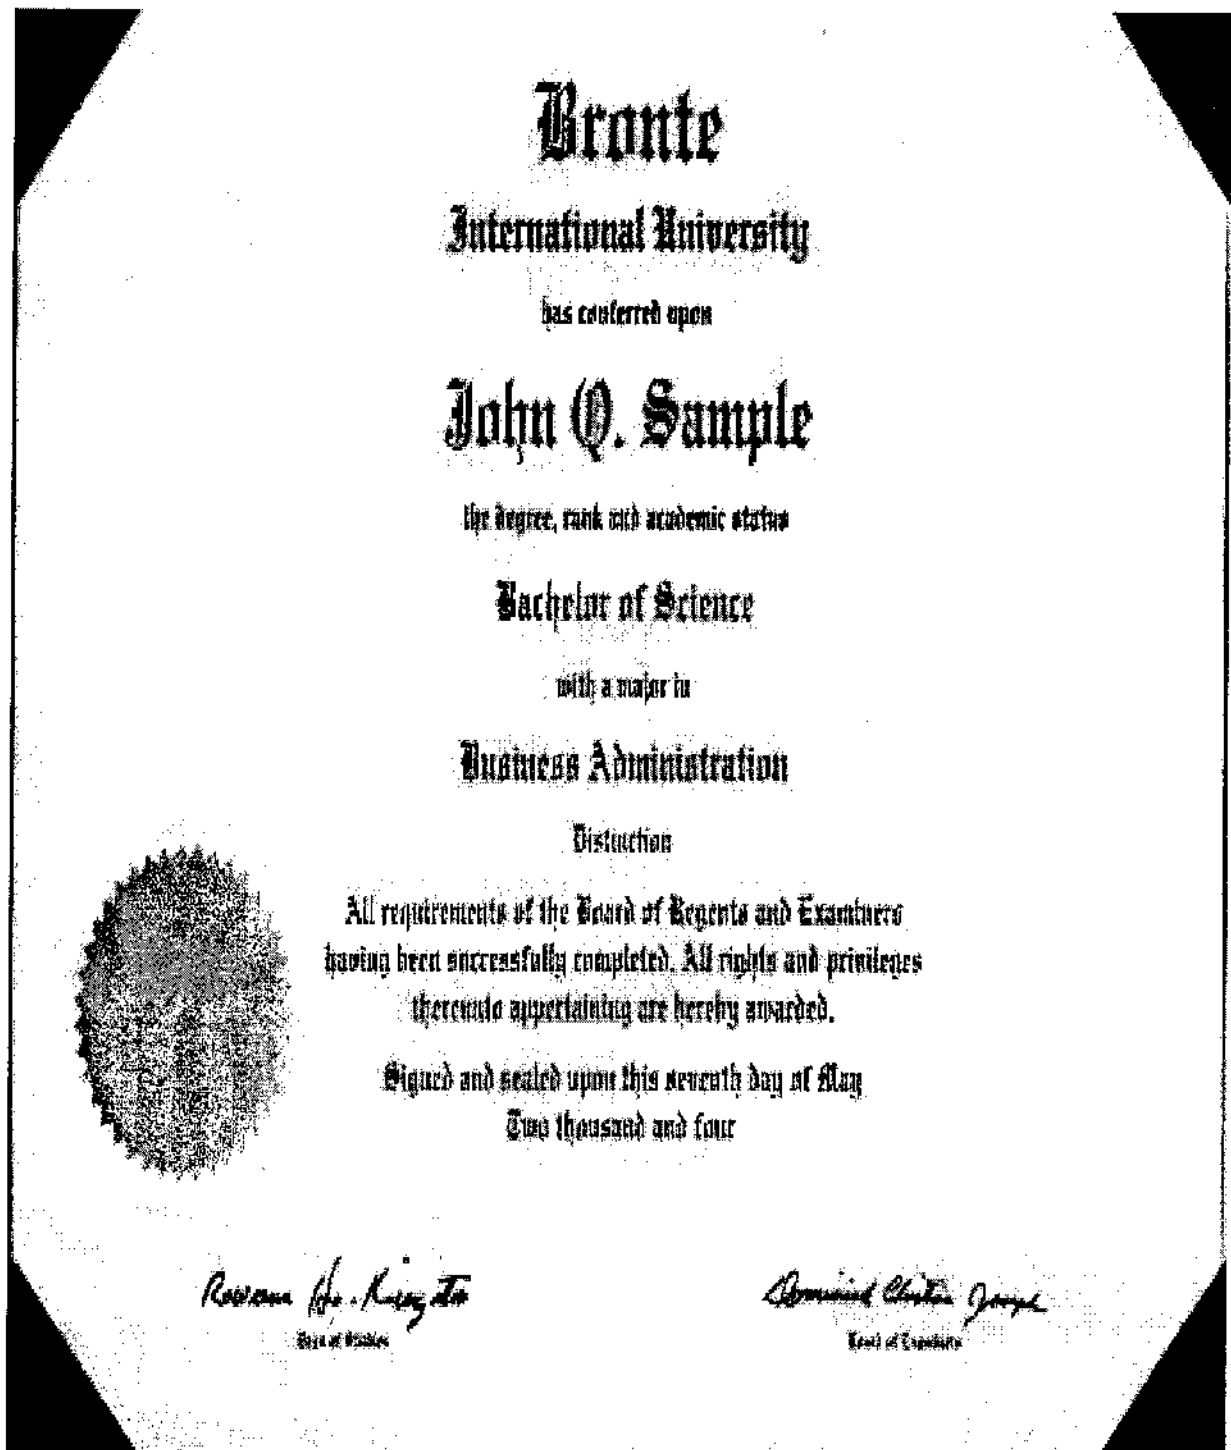 Bronte
International University
has conferred upon
John Q. Sample
the degree, rank and academic status
Bachelor of Science
with a major in
Business Administration
Distinction
All requirements of the Board of Regents and Examiners
having been successfully completed. All rights and privileges
thereunto appertaining are hereby awarded.
Signed and sealed upon this seventh day of May
Two thousand and four
Dean of Studies